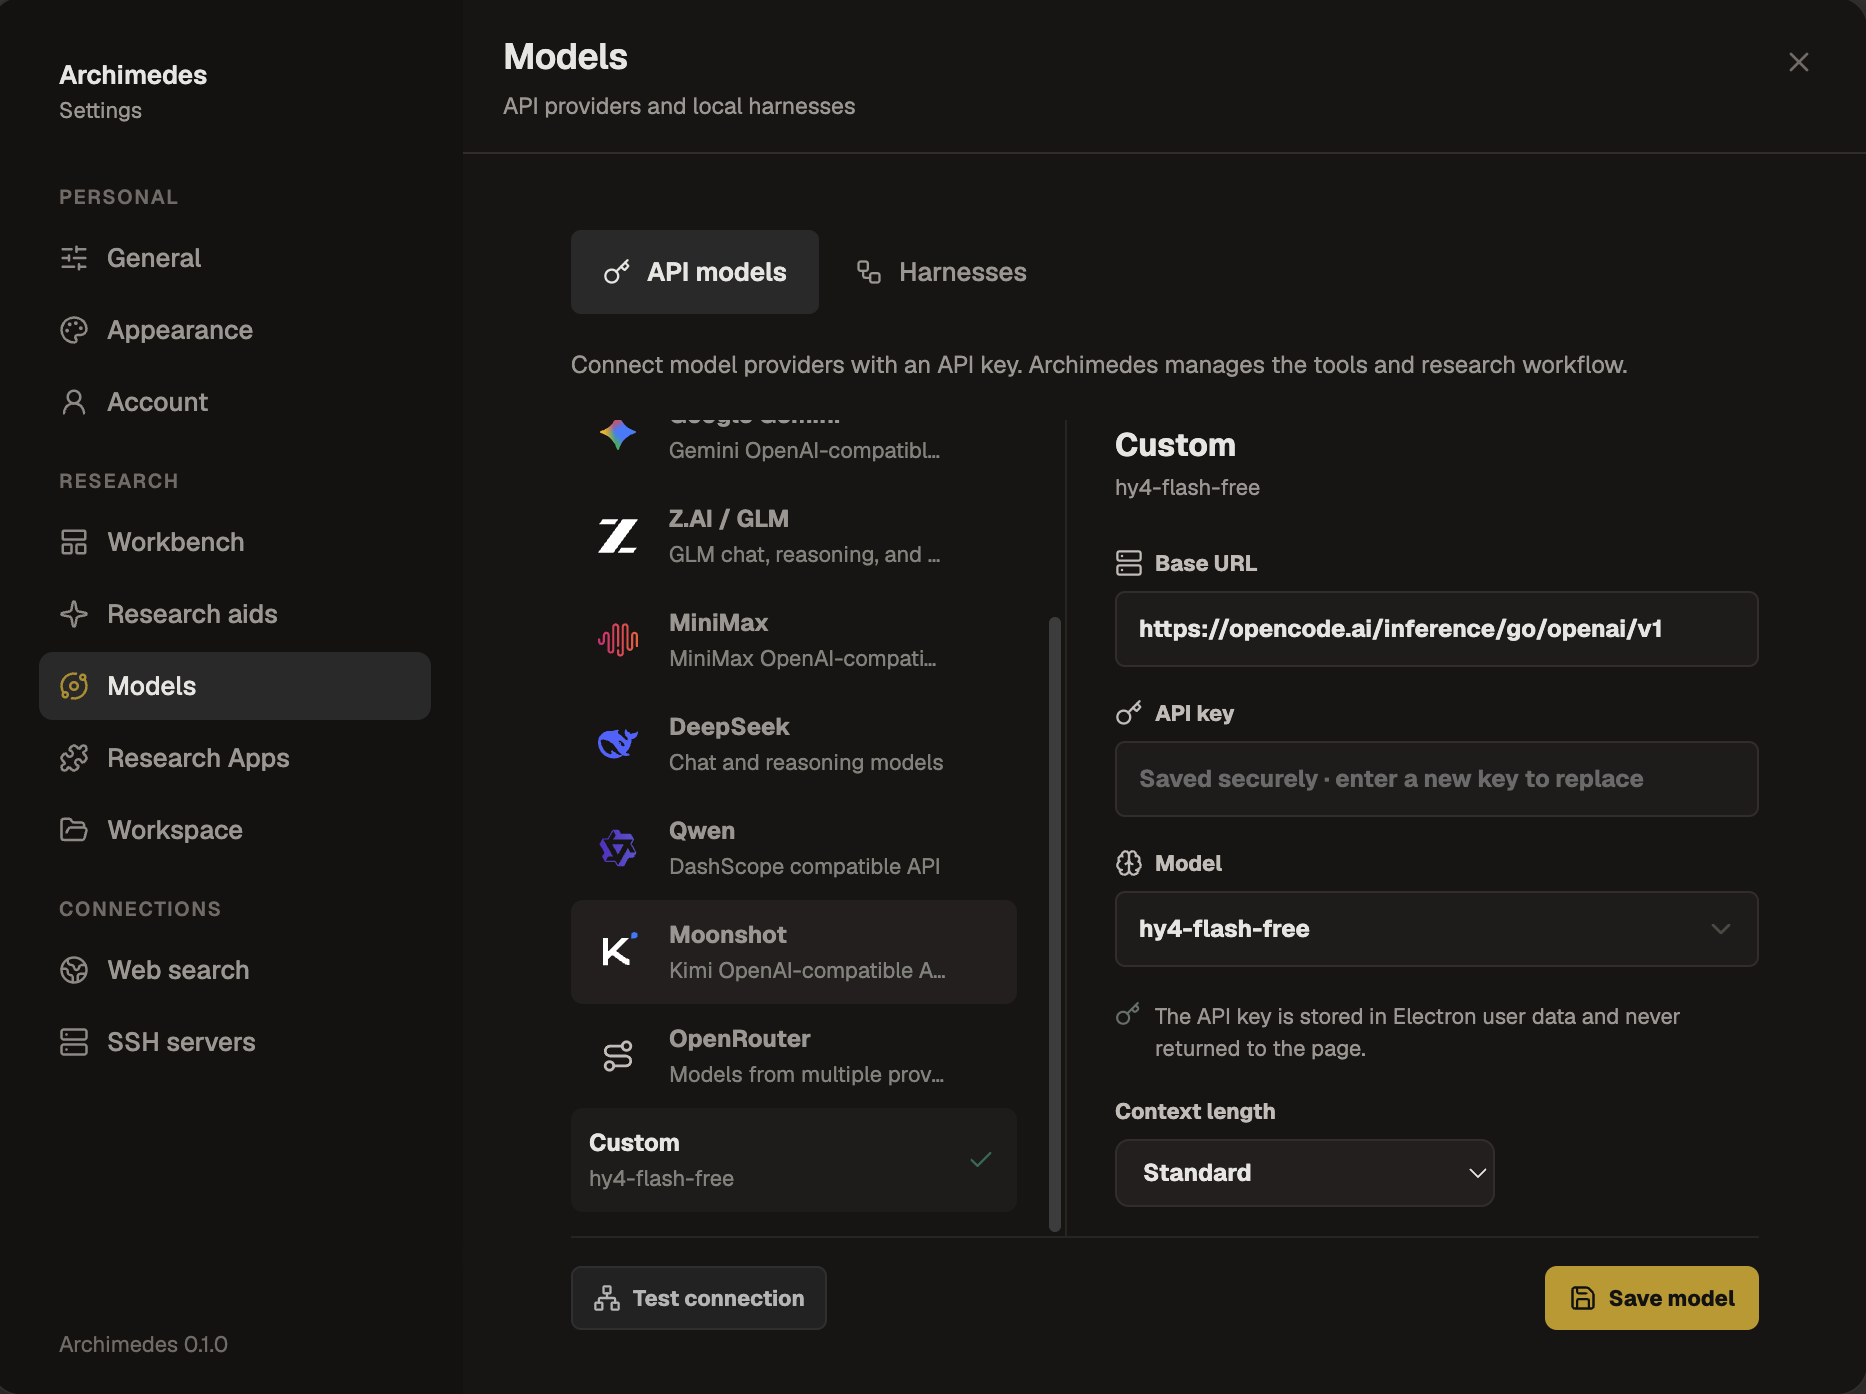 Archimedes
Settings
PERSONAL
General
Appearance
Account
RESEARCH
Workbench
Research aids
Models
Research Apps
Workspace
CONNECTIONS
Web search
SSH servers
Archimedes 0.1.0
Models
API providers and local harnesses
API models
Harnesses
Connect model providers with an API key. Archimedes manages the tools and research workflow.
Google Gemini
Gemini OpenAI-compatibl...
Z.AI / GLM
GLM chat, reasoning, and ...
MiniMax
MiniMax OpenAI-compati...
DeepSeek
Chat and reasoning models
Qwen
DashScope compatible API
Moonshot
Kimi OpenAI-compatible A...
OpenRouter
Models from multiple prov...
Custom
hy4-flash-free
Custom
hy4-flash-free
Base URL
https://opencode.ai/inference/go/openai/v1
API key
Saved securely · enter a new key to replace
Model
hy4-flash-free
The API key is stored in Electron user data and never
returned to the page.
Context length
Standard
Test connection
Save model